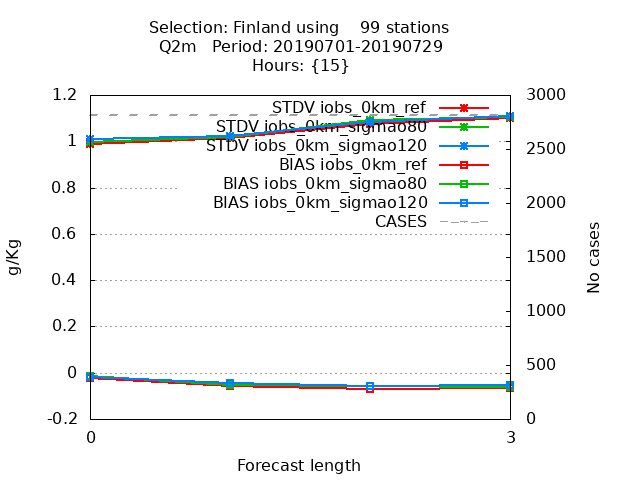 Selection: Finland using 99 stations
Q2m Period: 20190701-20190729
Hours: {15}
1.2
1
0.8
0.6
0.4
0.2
0
-0.2
g/Kg
STDV iobs_0km_ref
STDV iobs_0km_sigmao80
STDV iobs_0km_sigmao120
BIAS iobs_0km_ref
BIAS iobs_0km_sigmao80
BIAS iobs_0km_sigmao120
CASES
3000
2500
2000
1500
1000
500
0
No cases
0 3
Forecast length